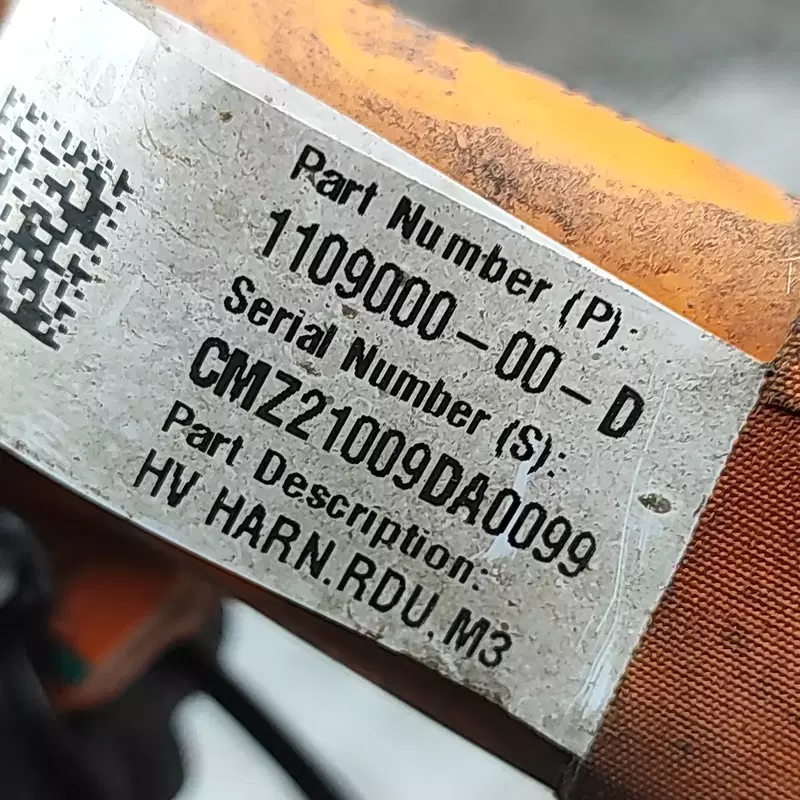 Part Number (P):
1109000-00-D
Serial Number (S):
CMZ21009DA0099
Part Description:
HV HARN.RDU.M3